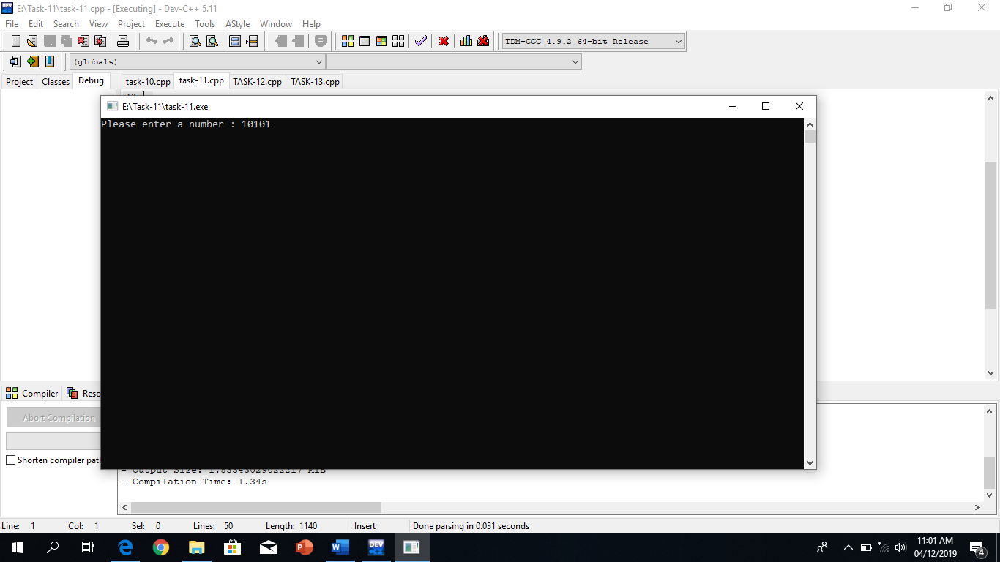 E:\Task-11\task-11.cpp - [Executing] - Dev-C++ 5.11
File Edit Search View Project Execute Tools AStyle Window Help
TDM-GCC 4.9.2 64-bit Release
(globals)
Project Classes Debug task-10.cpp task-11.cpp TASK-12.cpp TASK-13.cpp
E:\Task-11\task-11.exe
Please enter a number : 10101
Compiler Reso
Abort Compilation
Shorten compiler path
- Output Size: 1.8334302902221 MiB
- Compilation Time: 1.34s
Line: 1 Col: 1 Sel: 0 Lines: 50 Length: 1140 Insert Done parsing in 0.031 seconds
DEV
11:01 AM
04/12/2019
4